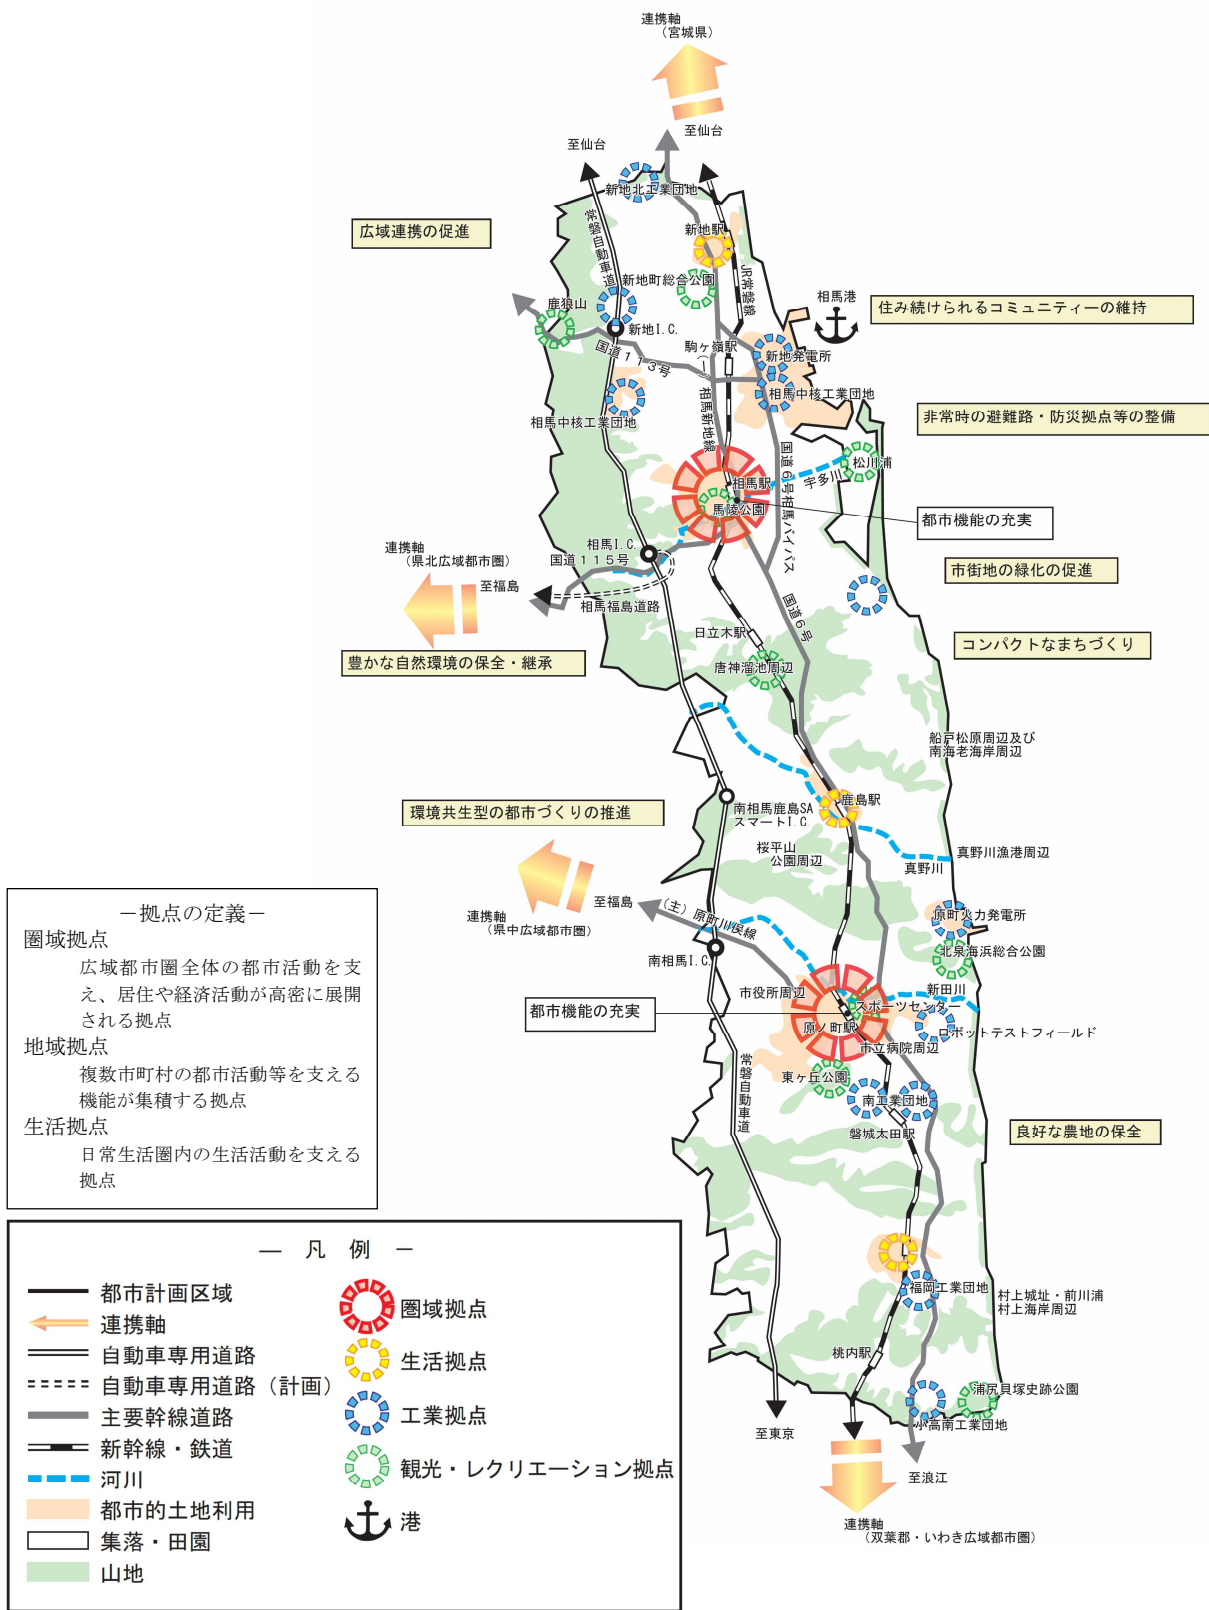 連携軸
（宮城県）
至仙台
至仙台
新地北工業団地
広域連携の促進
常磐自動車道
新地駅
JR常磐線
新地町総合公園
鹿狼山
相馬港
住み続けられるコミュニティーの維持
新地I.C.
国道１１３号
駒ヶ嶺駅
新地発電所
(一)相馬新地線
相馬中核工業団地
相馬中核工業団地
非常時の避難路・防災拠点等の整備
国道６号相馬バイパス
松川浦
宇多川
相馬駅
馬陵公園
都市機能の充実
相馬I.C.
国道１１５号
連携軸
（県北広域都市圏）
至福島
相馬福島道路
市街地の緑化の促進
国道６号
日立木駅
コンパクトなまちづくり
豊かな自然環境の保全・継承
唐神溜池周辺
船戸松原周辺及び
南海老海岸周辺
鹿島駅
環境共生型の都市づくりの推進
南相馬鹿島SA
スマートI.C.
桜平山
公園周辺
真野川漁港周辺
真野川
至福島
(主)原町川俣線
連携軸
（県中広域都市圏）
原町火力発電所
北泉海浜総合公園
南相馬I.C.
市役所周辺
新田川
スポーツセンター
都市機能の充実
原ノ町駅
ロボットテストフィールド
市立病院周辺
常磐自動車道
東ヶ丘公園
南工業団地
磐城太田駅
良好な農地の保全
福岡工業団地
村上城址・前川浦
村上海岸周辺
桃内駅
浦尻貝塚史跡公園
小高南工業団地
至東京
至浪江
連携軸
（双葉郡・いわき広域都市圏）
－拠点の定義－
圏域拠点
広域都市圏全体の都市活動を支
え、居住や経済活動が高密に展開
される拠点
地域拠点
複数市町村の都市活動等を支える
機能が集積する拠点
生活拠点
日常生活圏内の生活活動を支える
拠点
－ 凡 例 －
都市計画区域
連携軸
自動車専用道路
自動車専用道路（計画）
主要幹線道路
新幹線・鉄道
河川
都市的土地利用
集落・田園
山地
圏域拠点
生活拠点
工業拠点
観光・レクリエーション拠点
港